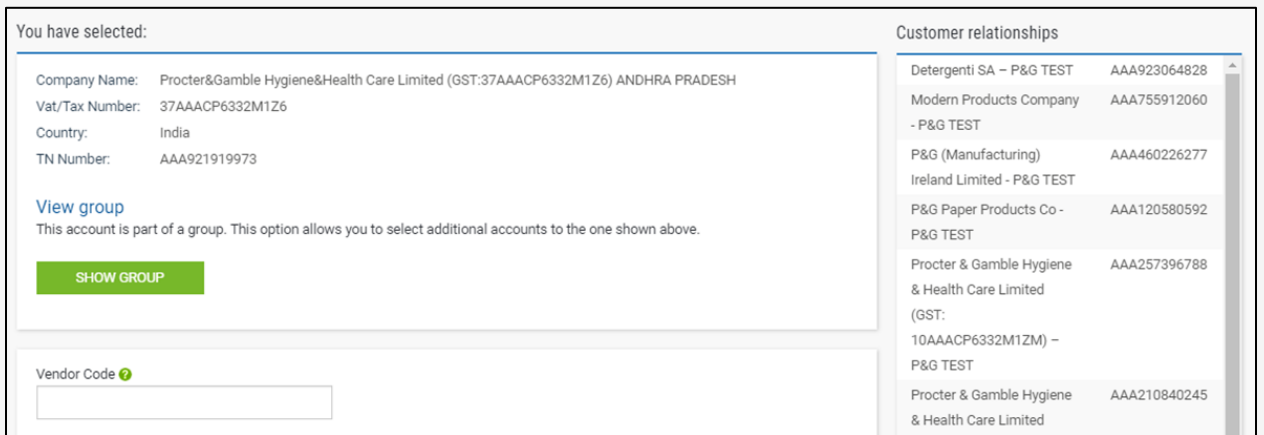 You have selected:
Company Name: Procter&Gamble Hygiene&Health Care Limited (GST:37AAACP6332M1Z6) ANDHRA PRADESH
Vat/Tax Number: 37AAACP6332M1Z6
Country: India
TN Number: AAA921919973
View group
This account is part of a group. This option allows you to select additional accounts to the one shown above.
SHOW GROUP
Vendor Code
Customer relationships
Detergenti SA – P&G TEST AAA923064828
Modern Products Company AAA755912060
- P&G TEST
P&G (Manufacturing) AAA460226277
Ireland Limited - P&G TEST
P&G Paper Products Co - AAA120580592
P&G TEST
Procter & Gamble Hygiene AAA257396788
& Health Care Limited
(GST:
10AAACP6332M1ZM) –
P&G TEST
Procter & Gamble Hygiene AAA210840245
& Health Care Limited